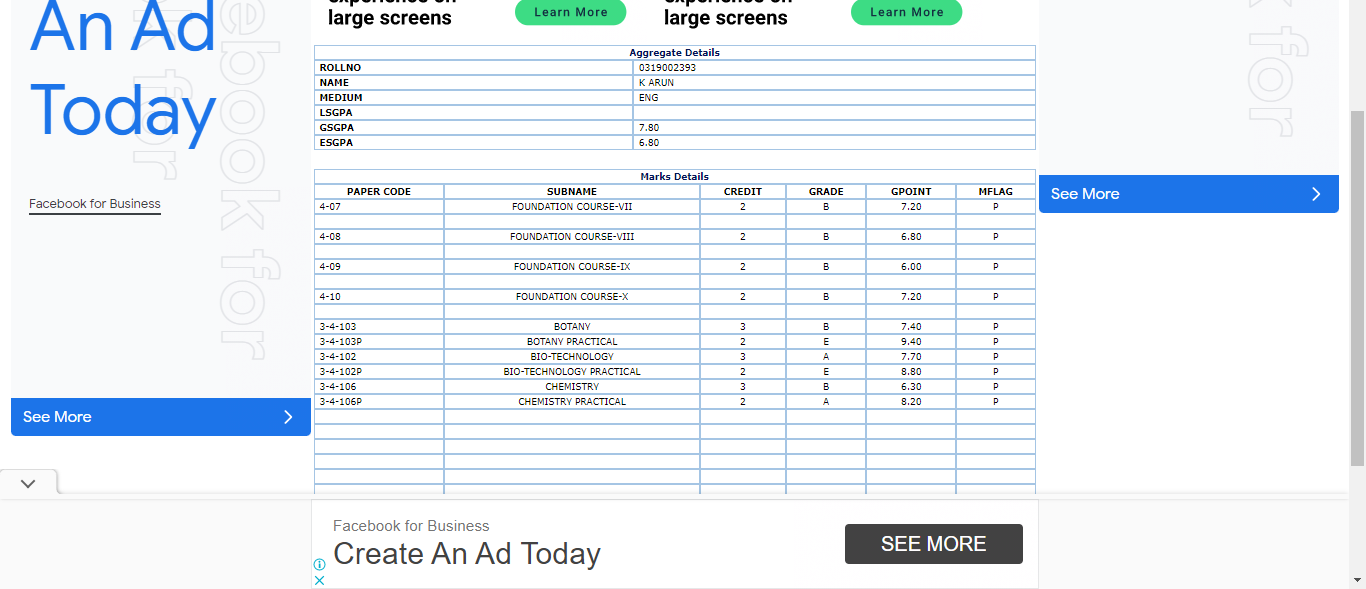 An Ad
Today
Facebook for Business
See More
large screens
Learn More
large screens
Learn More
Aggregate Details
ROLLNO 0319002393
NAME K ARUN
MEDIUM ENG
LSGPA
GSGPA 7.80
ESGPA 6.80
Marks Details
PAPER CODE SUBNAME CREDIT GRADE GPOINT MFLAG
4-07 FOUNDATION COURSE-VII 2 B 7.20 P
4-08 FOUNDATION COURSE-VIII 2 B 6.80 P
4-09 FOUNDATION COURSE-IX 2 B 6.00 P
4-10 FOUNDATION COURSE-X 2 B 7.20 P
3-4-103 BOTANY 3 B 7.40 P
3-4-103P BOTANY PRACTICAL 2 E 9.40 P
3-4-102 BIO-TECHNOLOGY 3 A 7.70 P
3-4-102P BIO-TECHNOLOGY PRACTICAL 2 E 8.80 P
3-4-106 CHEMISTRY 3 B 6.30 P
3-4-106P CHEMISTRY PRACTICAL 2 A 8.20 P
See More
Facebook for Business
Create An Ad Today
SEE MORE